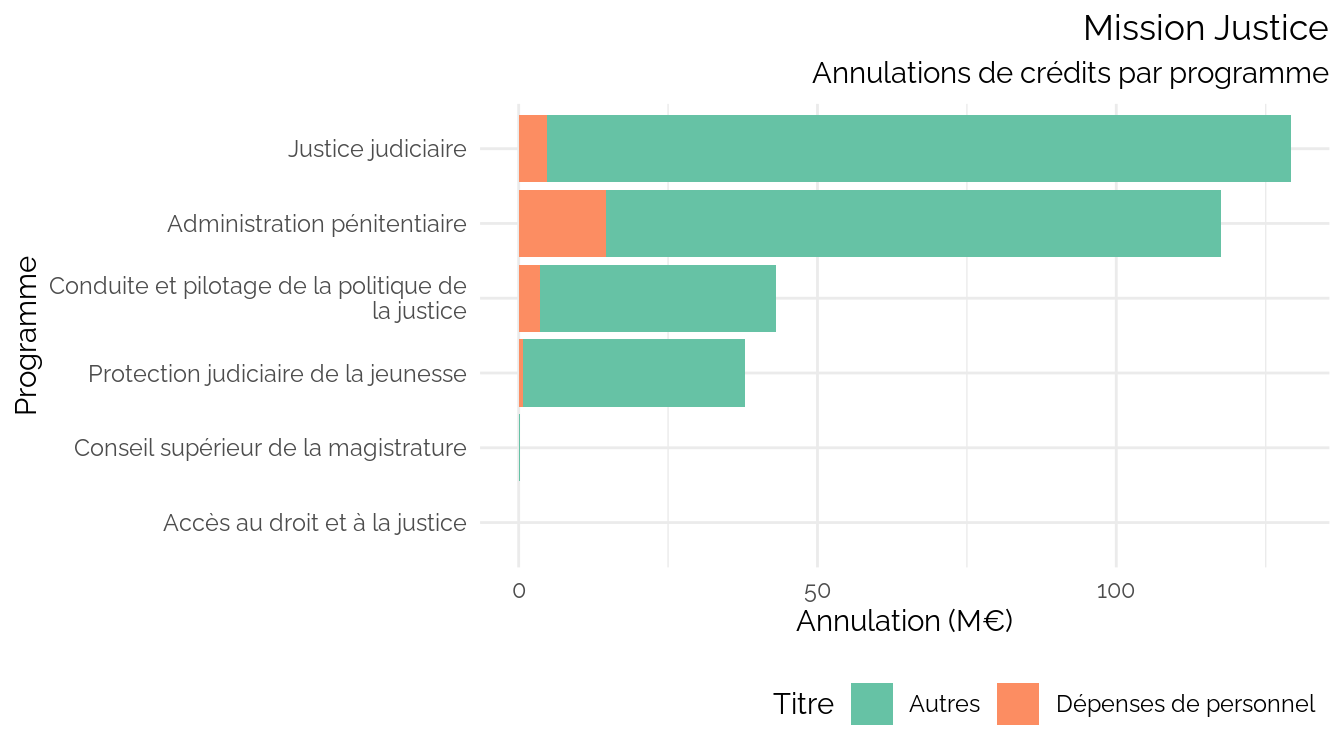 Mission Justice
Annulations de crédits par programme
Programme
Justice judiciaire
Administration pénitentiaire
Conduite et pilotage de la politique de
la justice
Protection judiciaire de la jeunesse
Conseil supérieur de la magistrature
Accès au droit et à la justice
0 50 100
Annulation (M€)
Titre Autres Dépenses de personnel